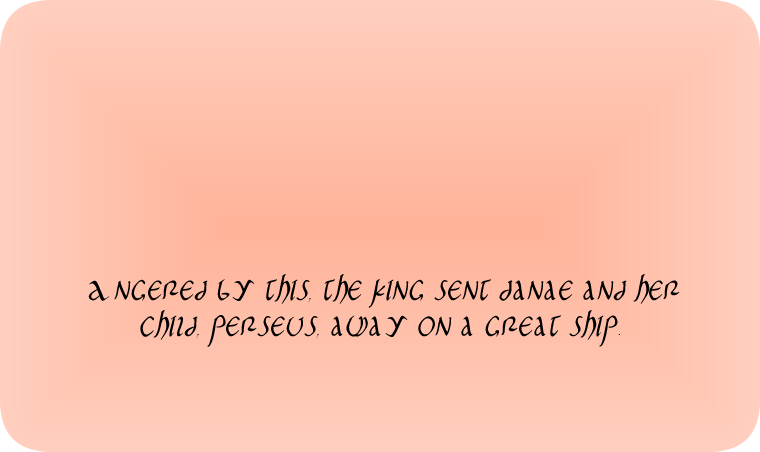 Angered by this, the king sent Danae and her
child, Perseus, away on a great ship.